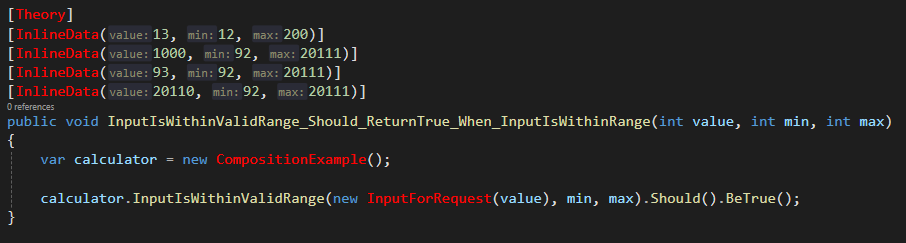 [Theory]
[InlineData(value: 13, min: 12, max: 200)]
[InlineData(value: 1000, min: 92, max: 20111)]
[InlineData(value: 93, min: 92, max: 20111)]
[InlineData(value: 20110, min: 92, max: 20111)]
0 references
public void InputIsWithinValidRange_Should_ReturnTrue_When_InputIsWithinRange(int value, int min, int max)
{
    var calculator = new CompositionExample();
    calculator.InputIsWithinValidRange(new InputForRequest(value), min, max).Should().BeTrue();
}